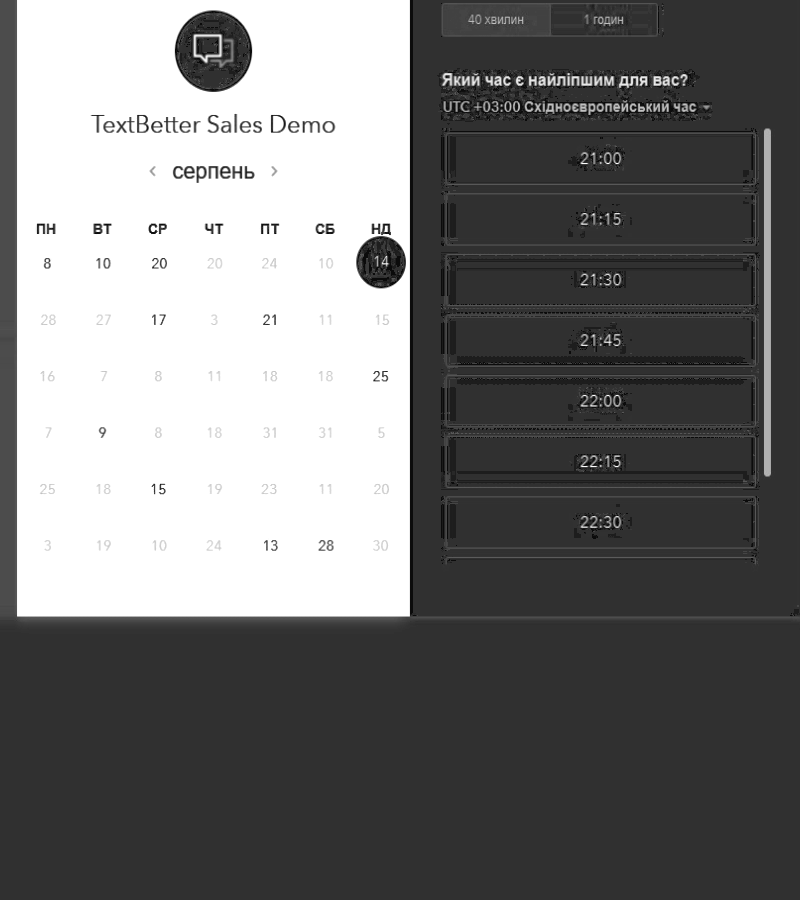 TextBetter Sales Demo
серпень
ПН ВТ СР ЧТ ПТ СБ НД
8 10 20 20 24 10 14
28 27 17 3 21 11 15
16 7 8 11 18 18 25
7 9 8 18 31 31 5
25 18 15 19 23 11 20
3 19 10 24 13 28 30
40 хвилин 1 годин
Який час є найліпшим для вас?
UTC +03:00 Східноєвропейський час
21:00
21:15
21:30
21:45
22:00
22:15
22:30